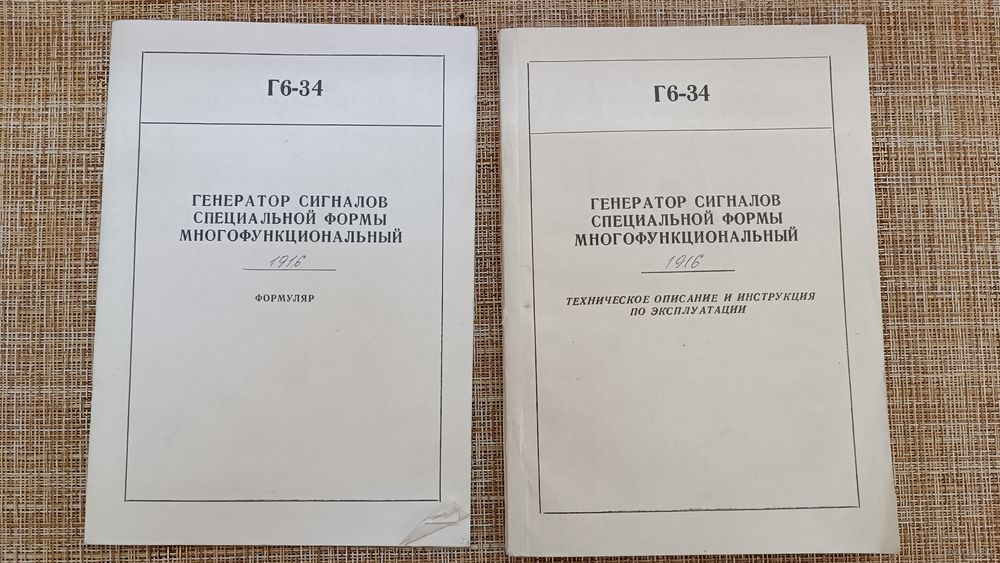 Г6-34
ГЕНЕРАТОР СИГНАЛОВ
СПЕЦИАЛЬНОЙ ФОРМЫ
МНОГОФУНКЦИОНАЛЬНЫЙ
1916
ФОРМУЛЯР
Г6-34
ГЕНЕРАТОР СИГНАЛОВ
СПЕЦИАЛЬНОЙ ФОРМЫ
МНОГОФУНКЦИОНАЛЬНЫЙ
1916
ТЕХНИЧЕСКОЕ ОПИСАНИЕ И ИНСТРУКЦИЯ
ПО ЭКСПЛУАТАЦИИ